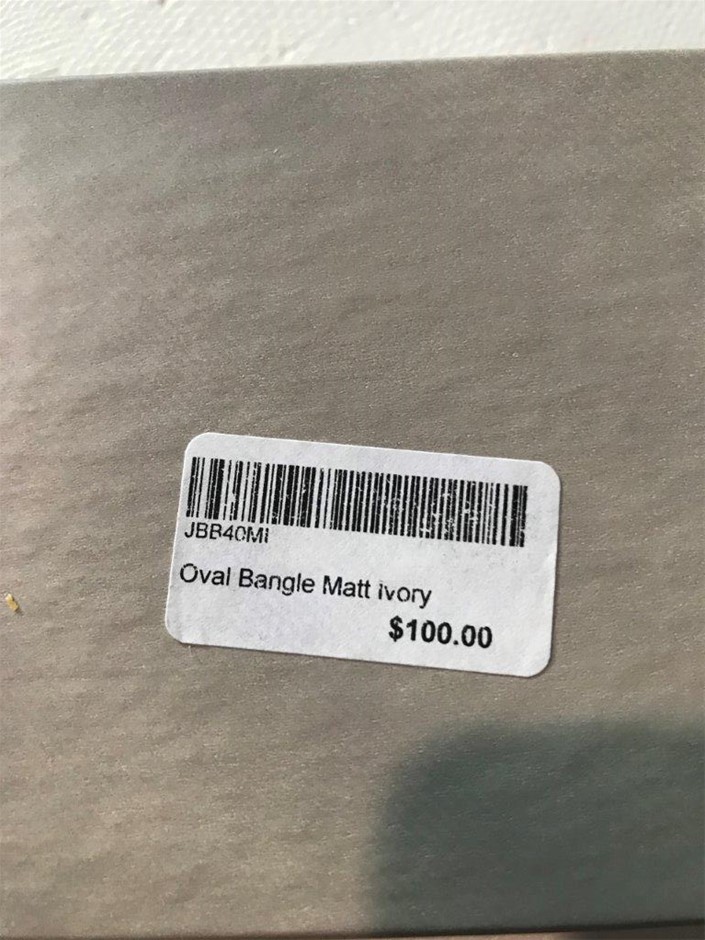 JBB40MI
Oval Bangle Matt Ivory
$100.00